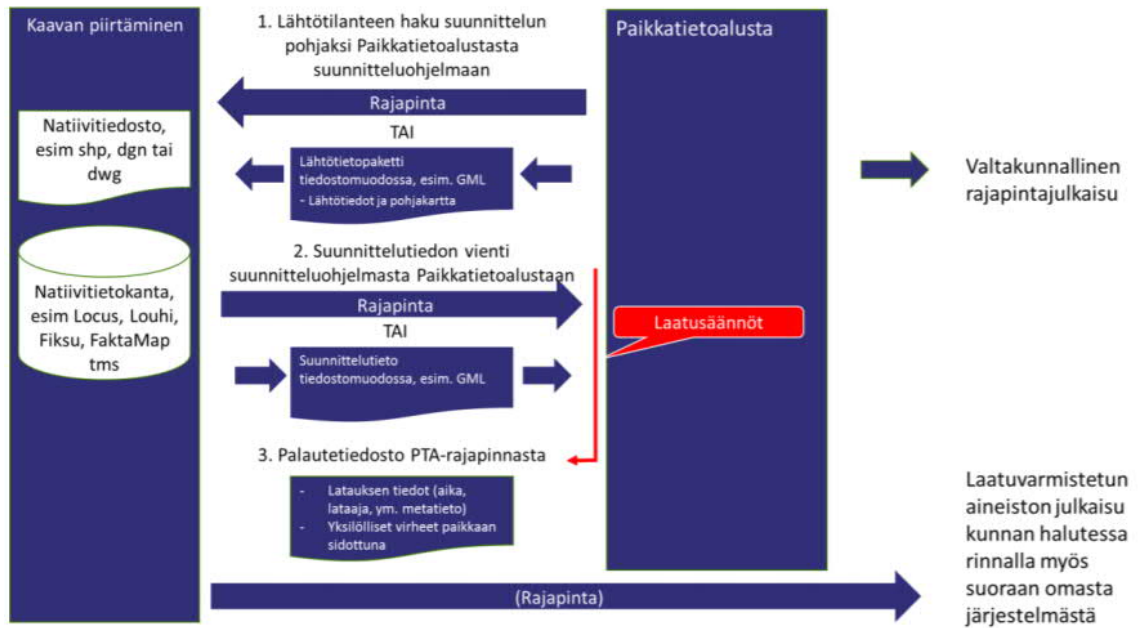 Kaavan piirtäminen
Natiivitiedosto,
esim shp, dgn tai
dwg
Natiivitietokanta,
esim Locus, Louhi,
Fiksu, FaktaMap
tms
1. Lähtötilanteen haku suunnittelun
pohjaksi Paikkatietoalustasta
suunnitteluohjelmaan
Rajapinta
TAI
Lähtötietopaketti
tiedostomuodossa, esim. GML
- Lähtötiedot ja pohjakartta
2. Suunnittelutiedon vienti
suunnitteluohjelmasta Paikkatietoalustaan
Rajapinta
TAI
Suunnittelutieto
tiedostomuodossa, esim. GML
3. Palautetiedosto PTA-rajapinnasta
- Latauksen tiedot (aika,
lataaja, ym. metatieto)
- Yksilölliset virheet paikkaan
sidottuna
Paikkatietoalusta
Laatusäännöt
Valtakunnallinen
rajapintajulkaisu
Laatuvarmistetun
aineiston julkaisu
kunnan halutessa
rinnalla myös
suoraan omasta
järjestelmästä
(Rajapinta)